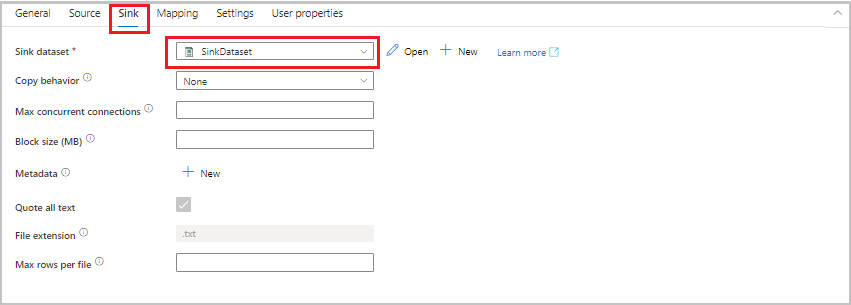 General Source Sink Mapping Settings User properties
Sink dataset * SinkDataset Open New Learn more
Copy behavior None
Max concurrent connections
Block size (MB)
Metadata New
Quote all text
File extension .txt
Max rows per file